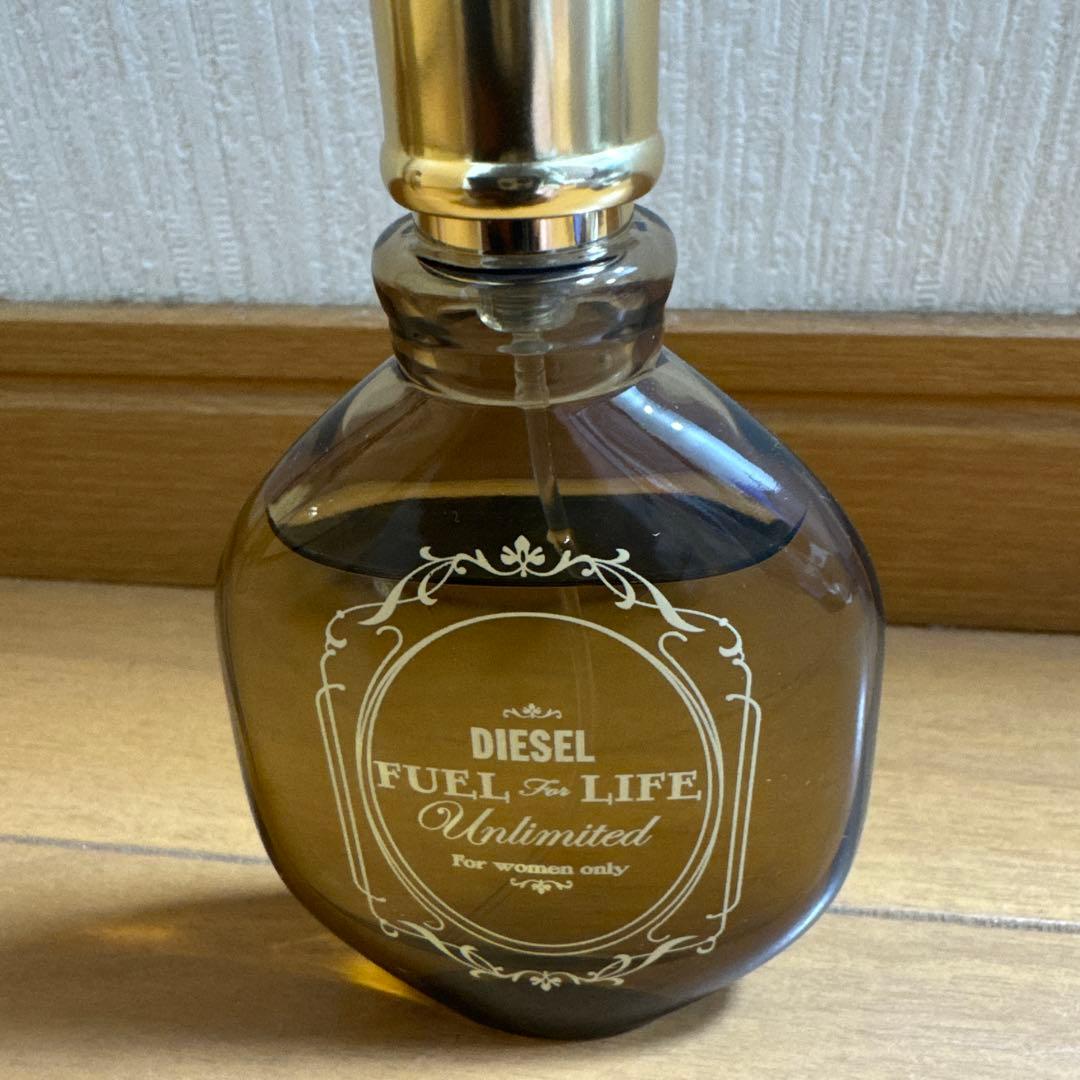 DIESEL
FUEL For LIFE
Unlimited
For women only